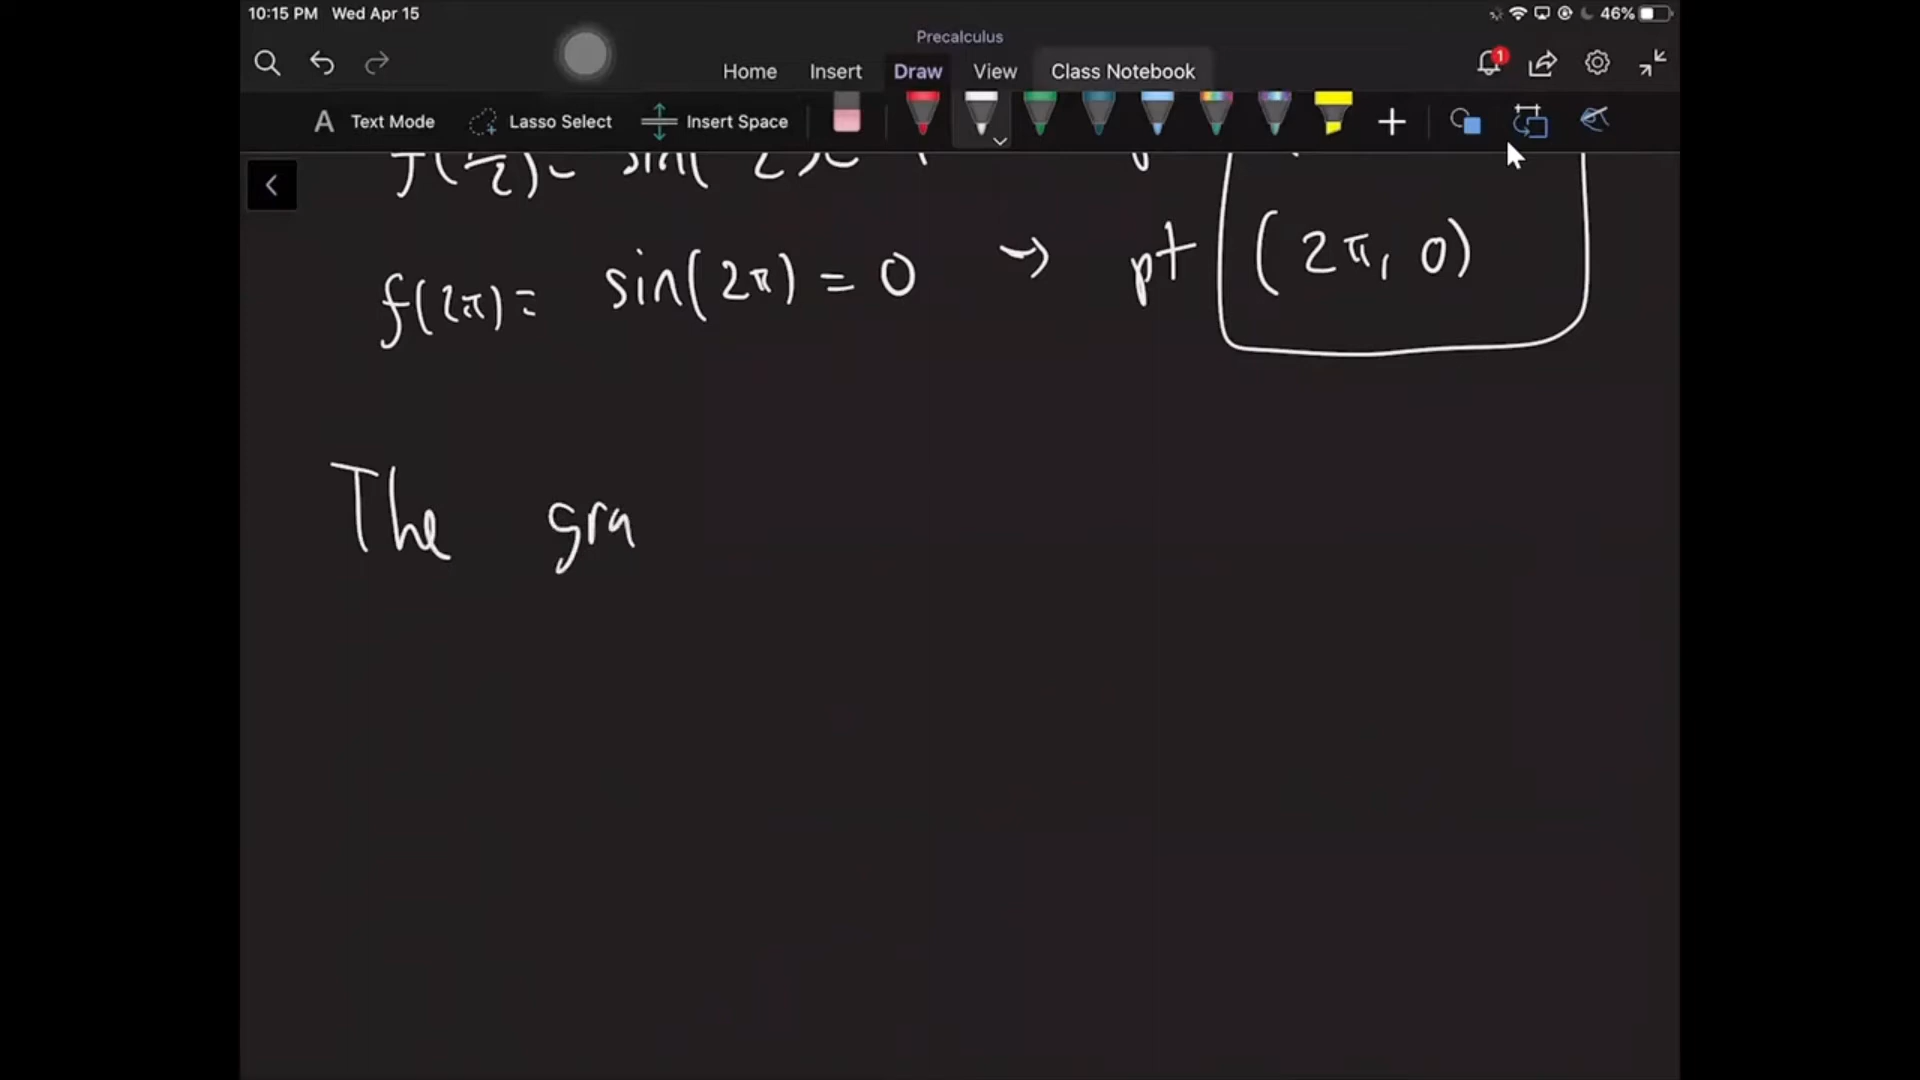 10:15 PM Wed Apr 15
46%
Precalculus
1
Home Insert Draw View Class Notebook
A Text Mode Lasso Select Insert Space
f(2π) = sin(2π) = 0 → pt (2π, 0)
The gra